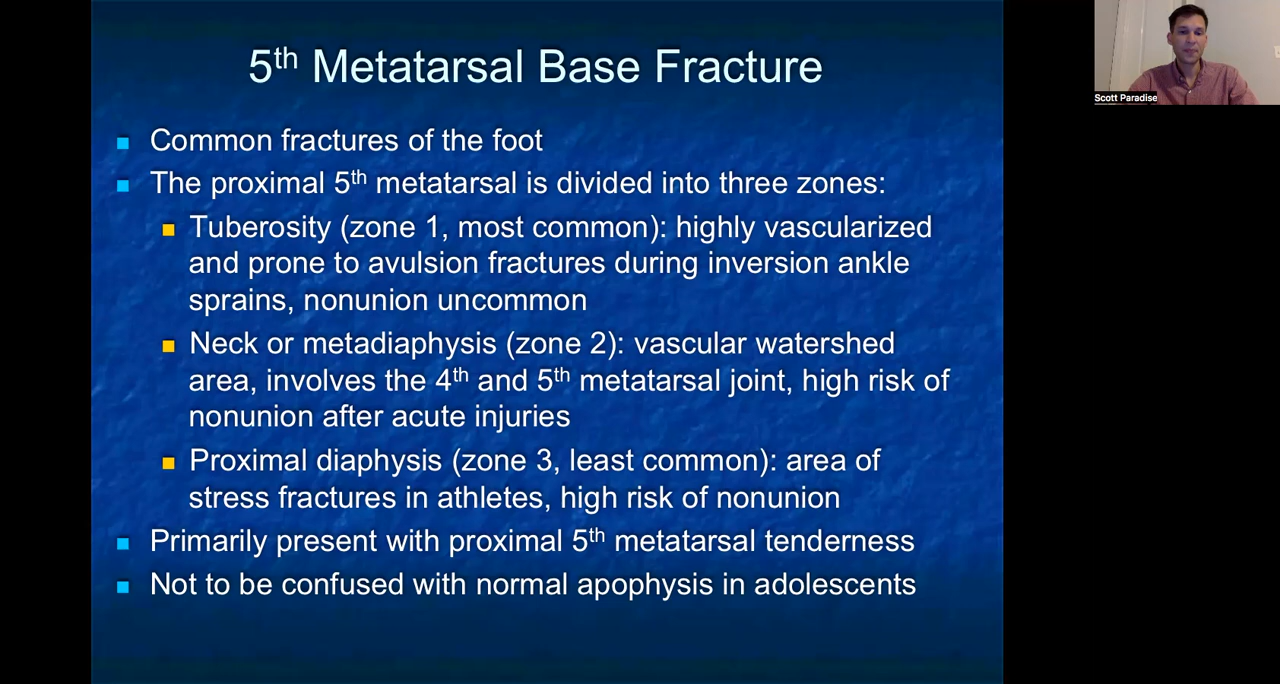 5th Metatarsal Base Fracture
Scott Paradise
Common fractures of the foot
The proximal 5th metatarsal is divided into three zones:
Tuberosity (zone 1, most common): highly vascularized
and prone to avulsion fractures during inversion ankle
sprains, nonunion uncommon
Neck or metadiaphysis (zone 2): vascular watershed
area, involves the 4th and 5th metatarsal joint, high risk of
nonunion after acute injuries
Proximal diaphysis (zone 3, least common): area of
stress fractures in athletes, high risk of nonunion
Primarily present with proximal 5th metatarsal tenderness
Not to be confused with normal apophysis in adolescents